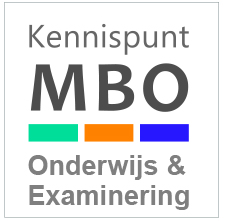 Kennispunt
MBO
Onderwijs &
Examinering